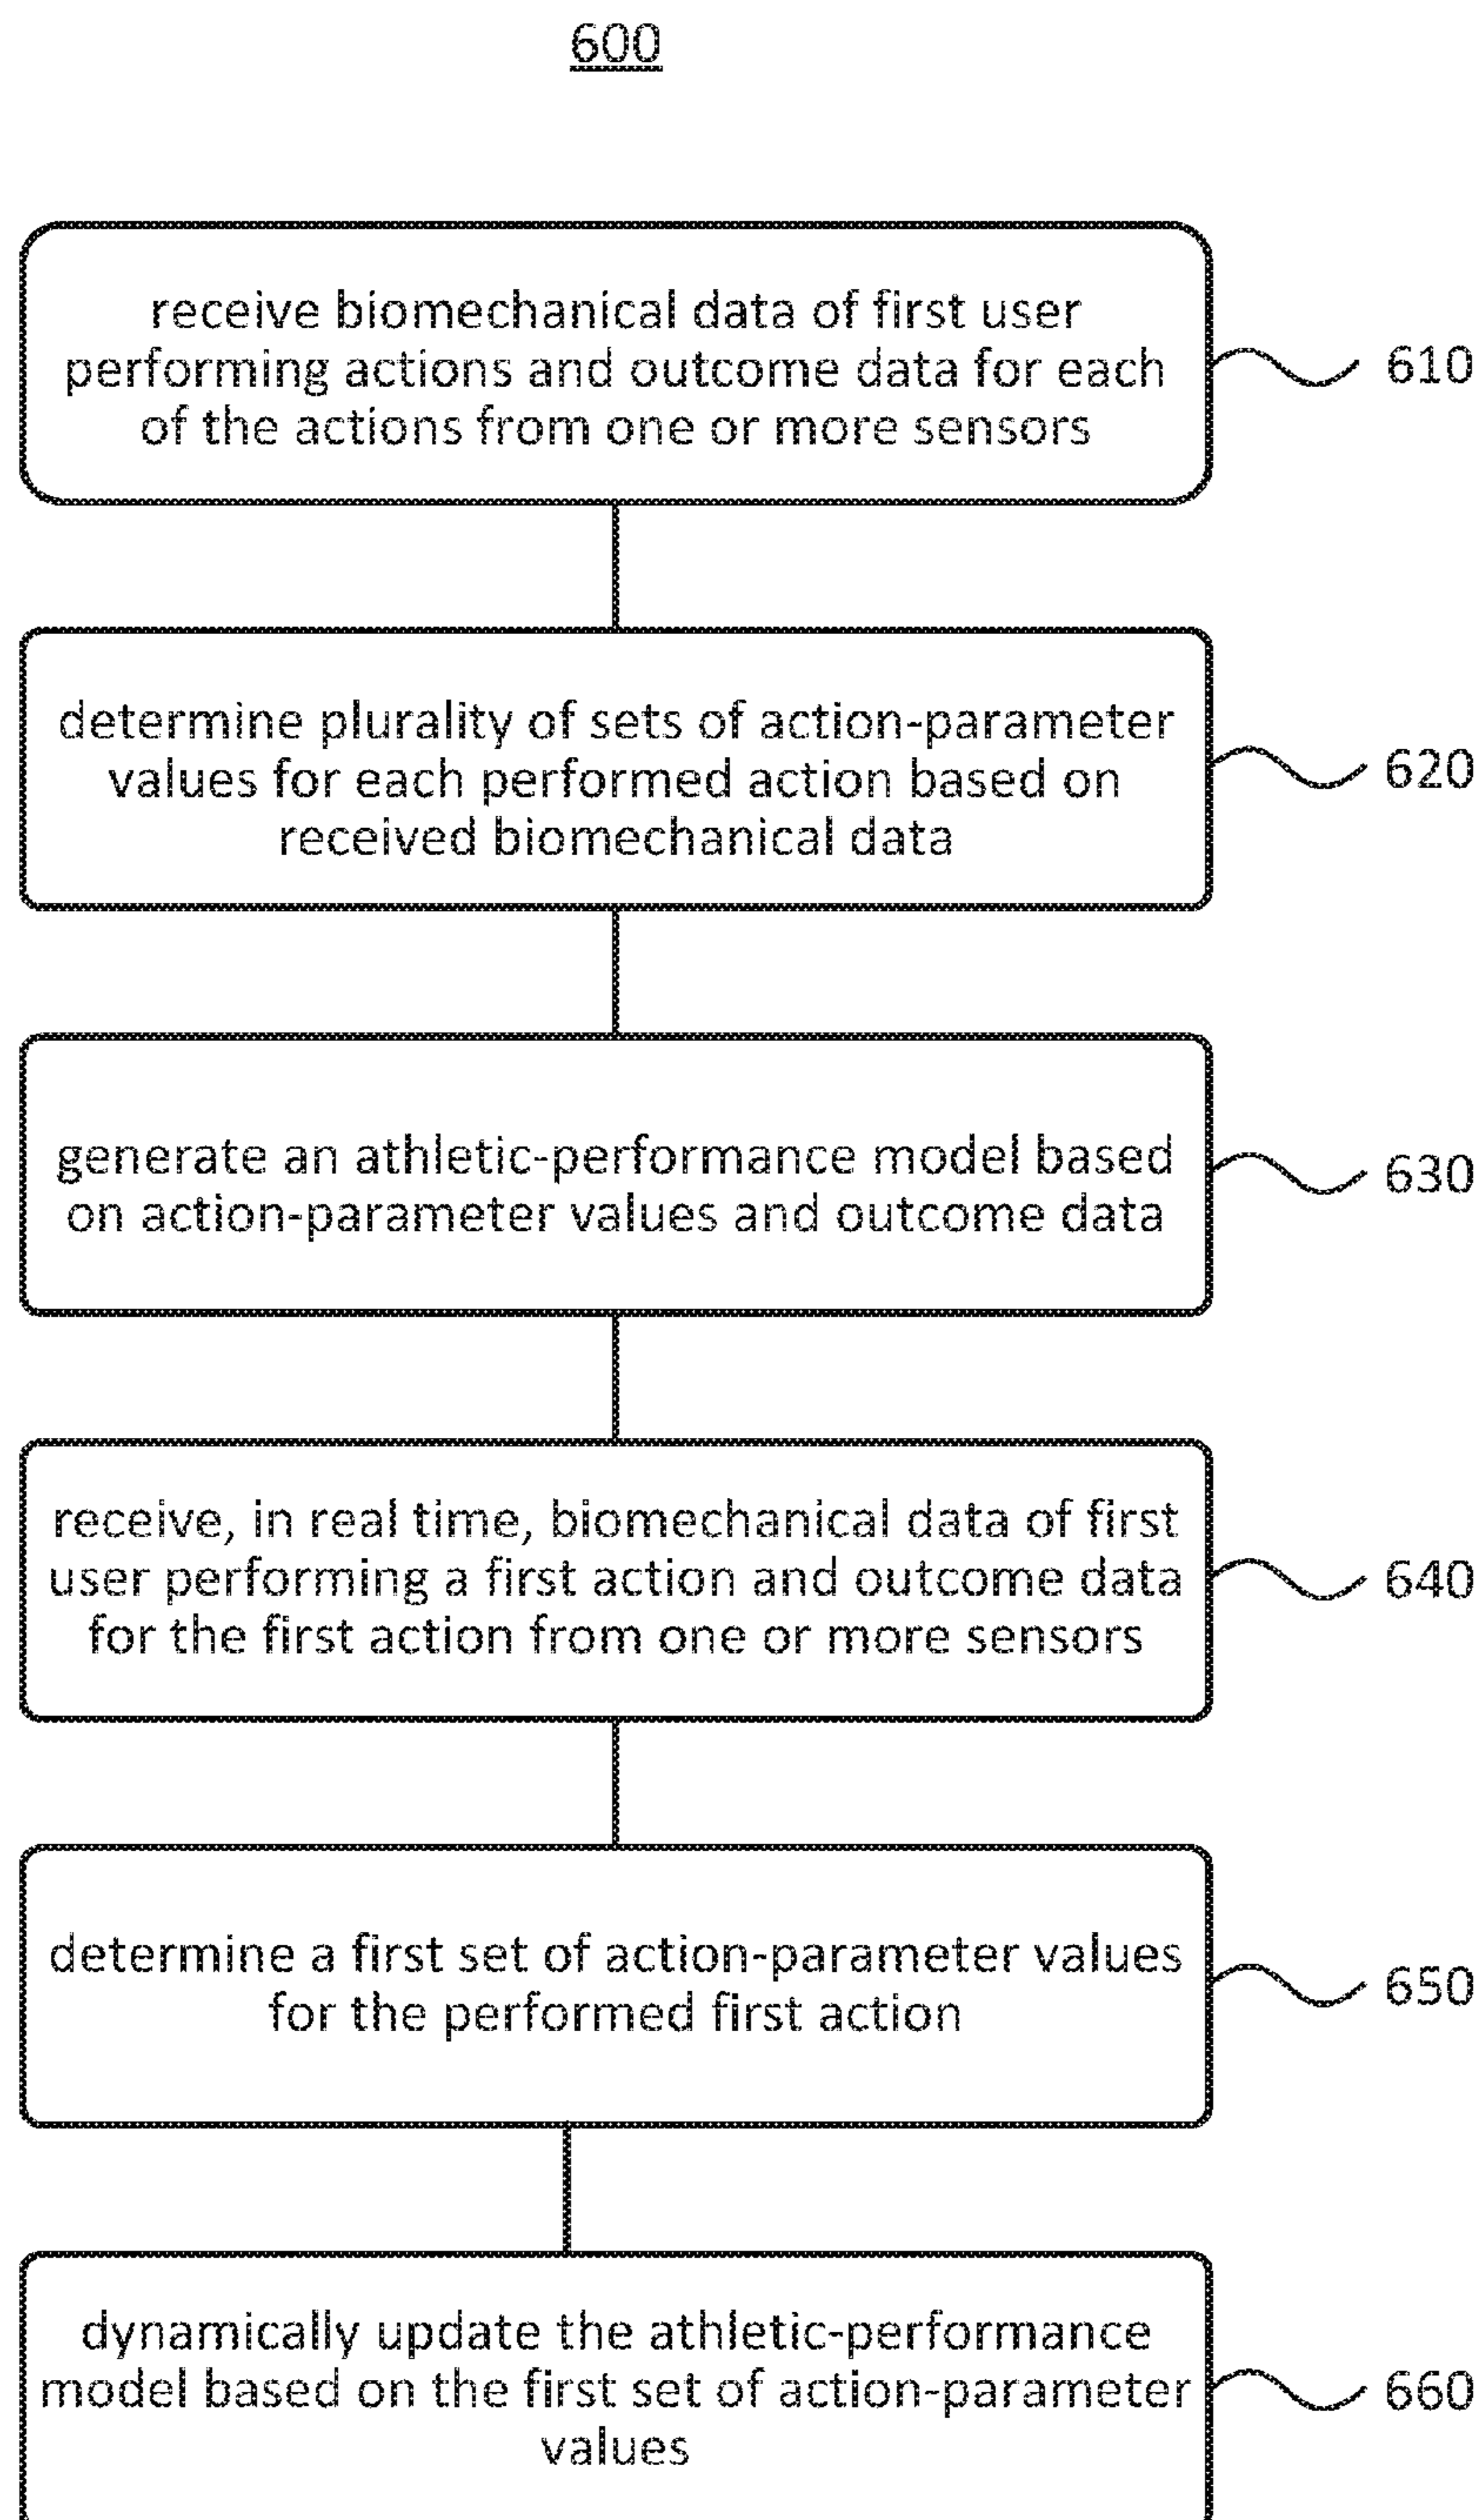 600
receive biomechanical data of first user
performing actions and outcome data for each
of the actions from one or more sensors
610
determine plurality of sets of action-parameter
values for each performed action based on
received biomechanical data
620
generate an athletic-performance model based
on action-parameter values and outcome data
630
receive, in real time, biomechanical data of first
user performing a first action and outcome data
for the first action from one or more sensors
640
determine a first set of action-parameter values
for the performed first action
650
dynamically update the athletic-performance
model based on the first set of action-parameter
values
660